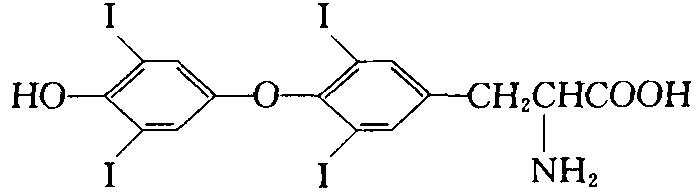 I I
HO O CH₂CHCOOH
I I NH₂